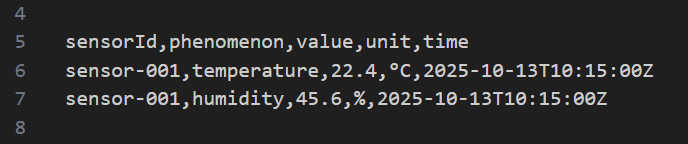 4
5 sensorId,phenomenon,value,unit,time
6 sensor-001,temperature,22.4,°C,2025-10-13T10:15:00Z
7 sensor-001,humidity,45.6,%,2025-10-13T10:15:00Z
8